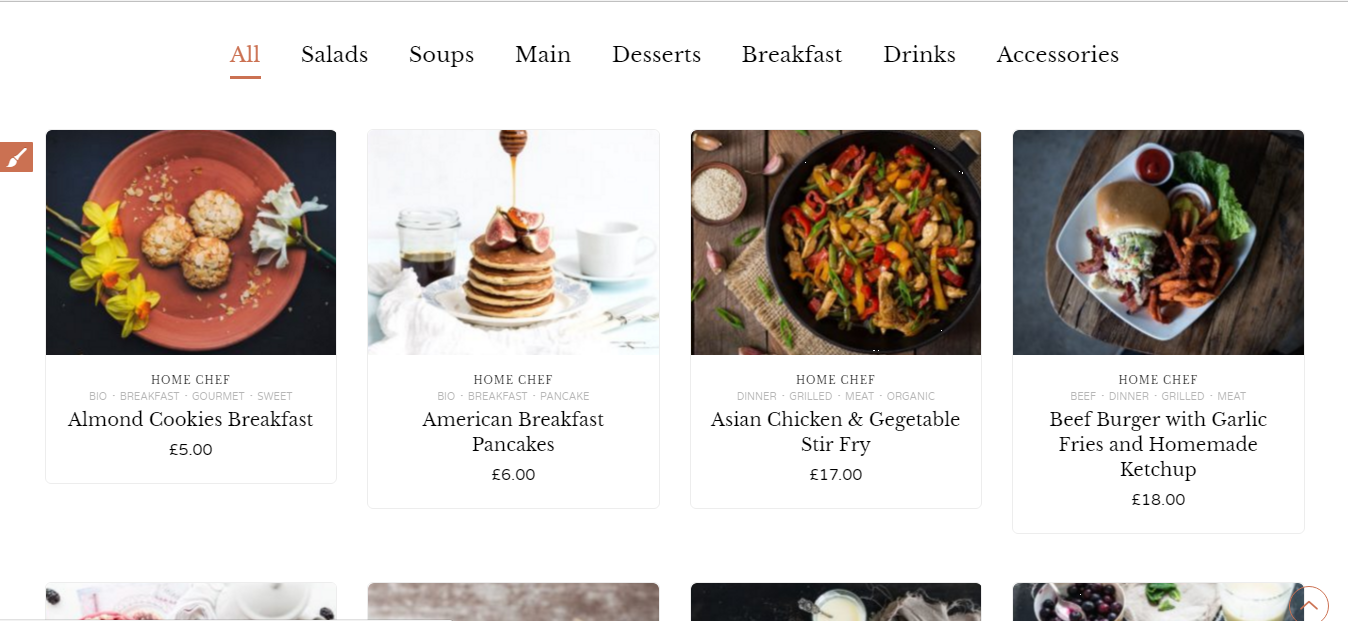 All Salads Soups Main Desserts Breakfast Drinks Accessories
HOME CHEF
BIO · BREAKFAST · GOURMET · SWEET
Almond Cookies Breakfast
£5.00
HOME CHEF
BIO · BREAKFAST · PANCAKE
American Breakfast
Pancakes
£6.00
HOME CHEF
DINNER · GRILLED · MEAT · ORGANIC
Asian Chicken & Gegetable
Stir Fry
£17.00
HOME CHEF
BEEF · DINNER · GRILLED · MEAT
Beef Burger with Garlic
Fries and Homemade
Ketchup
£18.00